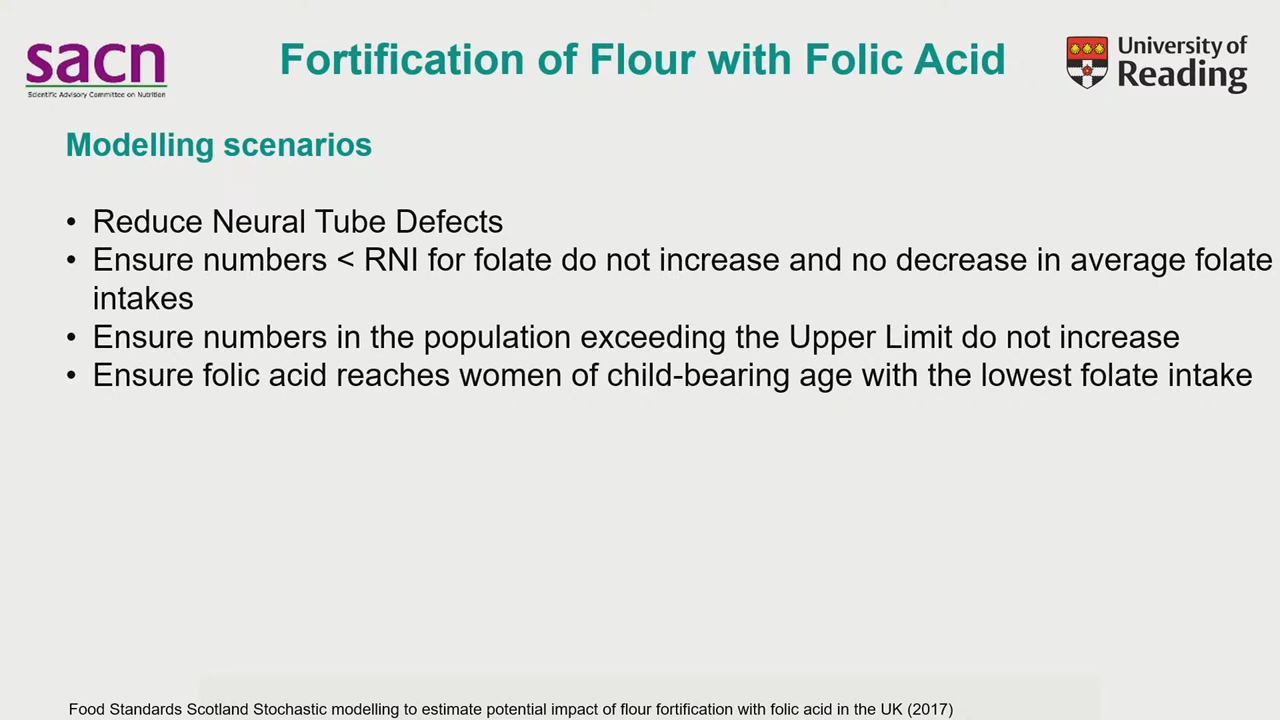 sacn
Scientific Advisory Committee on Nutrition
Fortification of Flour with Folic Acid
University of
Reading
Modelling scenarios
• Reduce Neural Tube Defects
• Ensure numbers < RNI for folate do not increase and no decrease in average folate
intakes
• Ensure numbers in the population exceeding the Upper Limit do not increase
• Ensure folic acid reaches women of child-bearing age with the lowest folate intake
Food Standards Scotland Stochastic modelling to estimate potential impact of flour fortification with folic acid in the UK (2017)